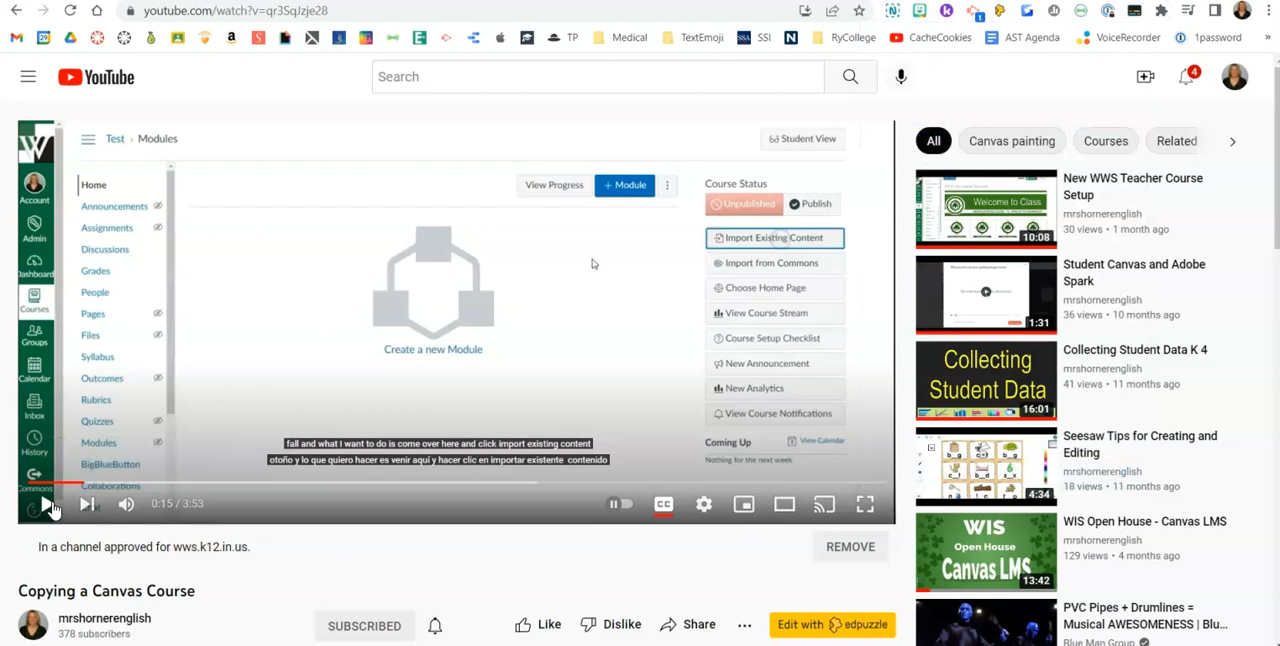 youtube.com/watch?v=qr3SqJzje28
TP
Medical
TextEmoji
SSI
RyCollege
CacheCookies
AST Agenda
VoiceRecorder
1password
»
YouTube
Search
4
W
Test › Modules
Student View
Account
Admin
Dashboard
Courses
Groups
Calendar
Inbox
History
Commons
Home
Announcements
Assignments
Discussions
Grades
People
Pages
Files
Syllabus
Outcomes
Rubrics
Quizzes
Modules
BigBlueButton
Collaborations
View Progress
+ Module
Create a new Module
Course Status
Unpublished
Publish
Import Existing Content
Import from Commons
Choose Home Page
View Course Stream
Course Setup Checklist
New Announcement
New Analytics
View Course Notifications
Coming Up
View Calendar
Nothing for the next week
fall and what I want to do is come over here and click import existing content
otoño y lo que quiero hacer es venir aquí y hacer clic en importar existente contenido
0:15 / 3:53
CC
In a channel approved for wws.k12.in.us.
REMOVE
Copying a Canvas Course
mrshornerenglish
378 subscribers
SUBSCRIBED
Like
Dislike
Share
Edit with edpuzzle
All
Canvas painting
Courses
Related
Welcome to Class
10:08
New WWS Teacher Course
Setup
mrshornerenglish
30 views • 1 month ago
1:31
Student Canvas and Adobe
Spark
mrshornerenglish
36 views • 10 months ago
Collecting
Student Data
16:01
Collecting Student Data K 4
mrshornerenglish
41 views • 11 months ago
4:34
Seesaw Tips for Creating and
Editing
mrshornerenglish
18 views • 11 months ago
WIS
Open House
Canvas LMS
13:42
WIS Open House - Canvas LMS
mrshornerenglish
129 views • 4 months ago
PVC Pipes + Drumlines =
Musical AWESOMENESS | Blu...
Blue Man Group